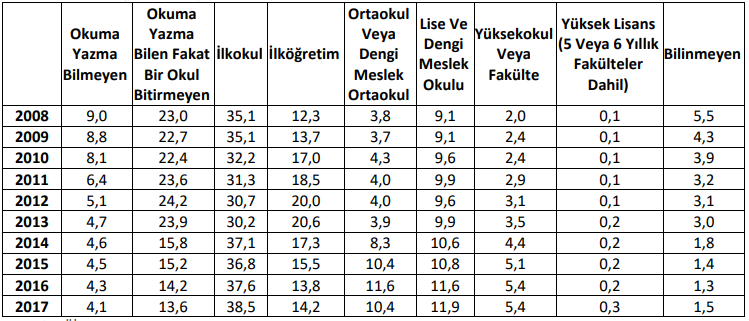 Okuma Yazma Bilmeyen | Okuma Yazma Bilen Fakat Bir Okul Bitirmeyen | İlkokul | İlköğretim | Ortaokul Veya Dengi Meslek Ortaokul | Lise Ve Dengi Meslek Okulu | Yüksekokul Veya Fakülte | Yüksek Lisans (5 Veya 6 Yıllık Fakülteler Dahil) | Bilinmeyen
2008 | 9,0 | 23,0 | 35,1 | 12,3 | 3,8 | 9,1 | 2,0 | 0,1 | 5,5
2009 | 8,8 | 22,7 | 35,1 | 13,7 | 3,7 | 9,1 | 2,4 | 0,1 | 4,3
2010 | 8,1 | 22,4 | 32,2 | 17,0 | 4,3 | 9,6 | 2,4 | 0,1 | 3,9
2011 | 6,4 | 23,6 | 31,3 | 18,5 | 4,0 | 9,9 | 2,9 | 0,1 | 3,2
2012 | 5,1 | 24,2 | 30,7 | 20,0 | 4,0 | 9,6 | 3,1 | 0,1 | 3,1
2013 | 4,7 | 23,9 | 30,2 | 20,6 | 3,9 | 9,9 | 3,5 | 0,2 | 3,0
2014 | 4,6 | 15,8 | 37,1 | 17,3 | 8,3 | 10,6 | 4,4 | 0,2 | 1,8
2015 | 4,5 | 15,2 | 36,8 | 15,5 | 10,4 | 10,8 | 5,1 | 0,2 | 1,4
2016 | 4,3 | 14,2 | 37,6 | 13,8 | 11,6 | 11,6 | 5,4 | 0,2 | 1,3
2017 | 4,1 | 13,6 | 38,5 | 14,2 | 10,4 | 11,9 | 5,4 | 0,3 | 1,5